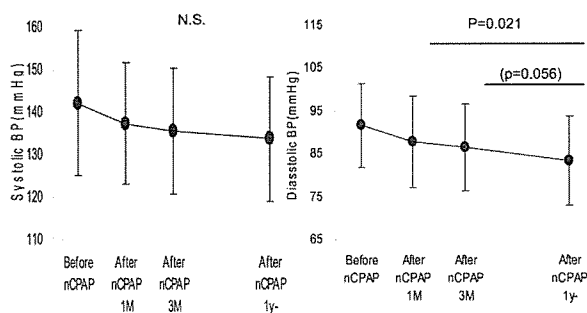 N.S.
160
150
140
130
120
110
Systolic BP(mmHg)
Before
nCPAP
After
nCPAP
1M
After
nCPAP
3M
After
nCPAP
1y-
P=0.021
(p=0.056)
115
105
95
85
75
65
Diasstolic BP(mmHg)
Before
nCPAP
After
nCPAP
1M
After
nCPAP
3M
After
nCPAP
1y-